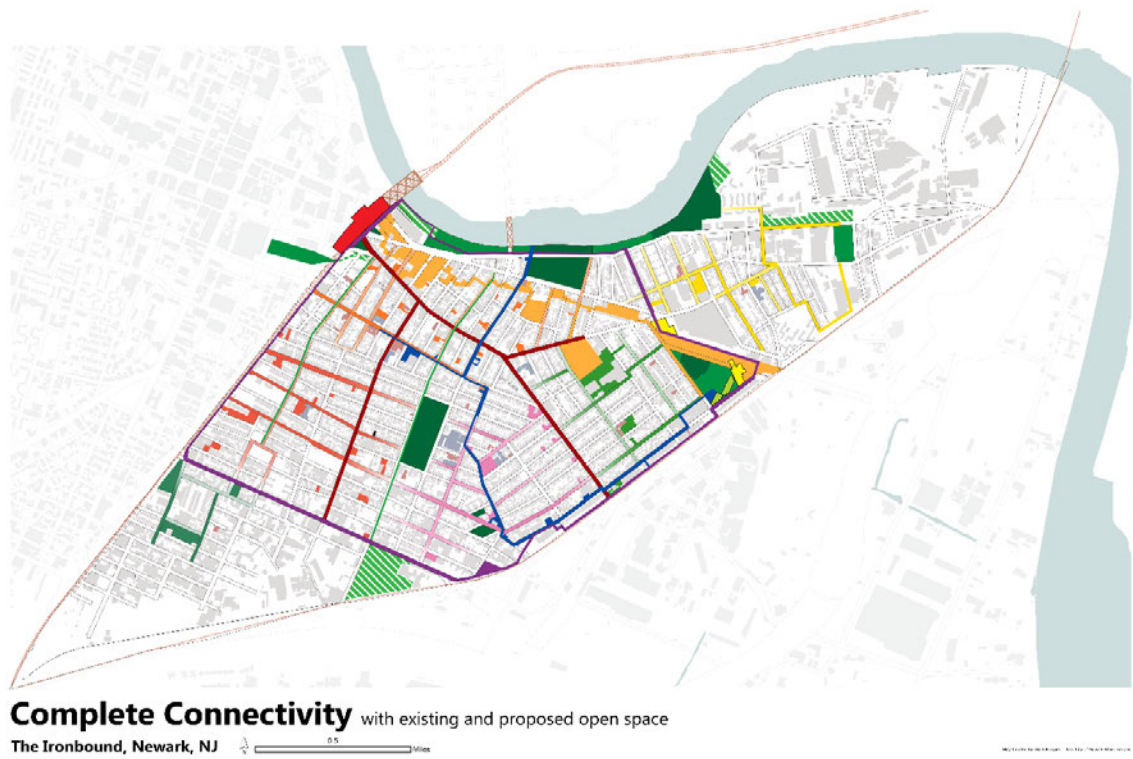 Complete Connectivity with existing and proposed open space
The Ironbound, Newark, NJ
0.5
Miles